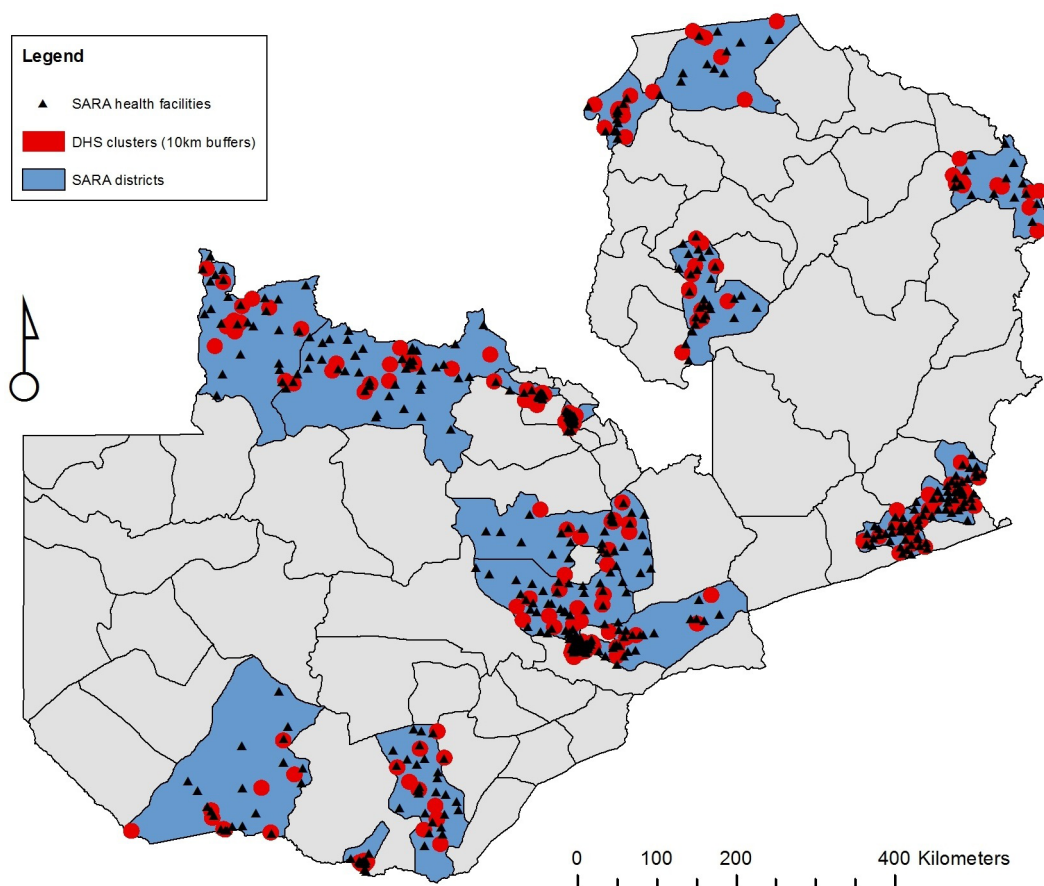 Legend
SARA health facilities
DHS clusters (10km buffers)
SARA districts
0 100 200 400 Kilometers